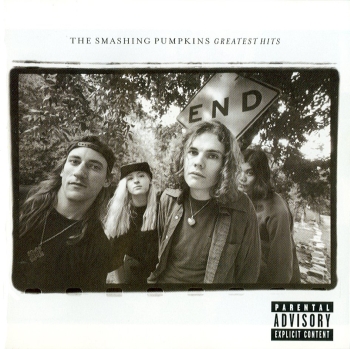 THE SMASHING PUMPKINS GREATEST HITS
END
PARENTAL
ADVISORY
EXPLICIT CONTENT